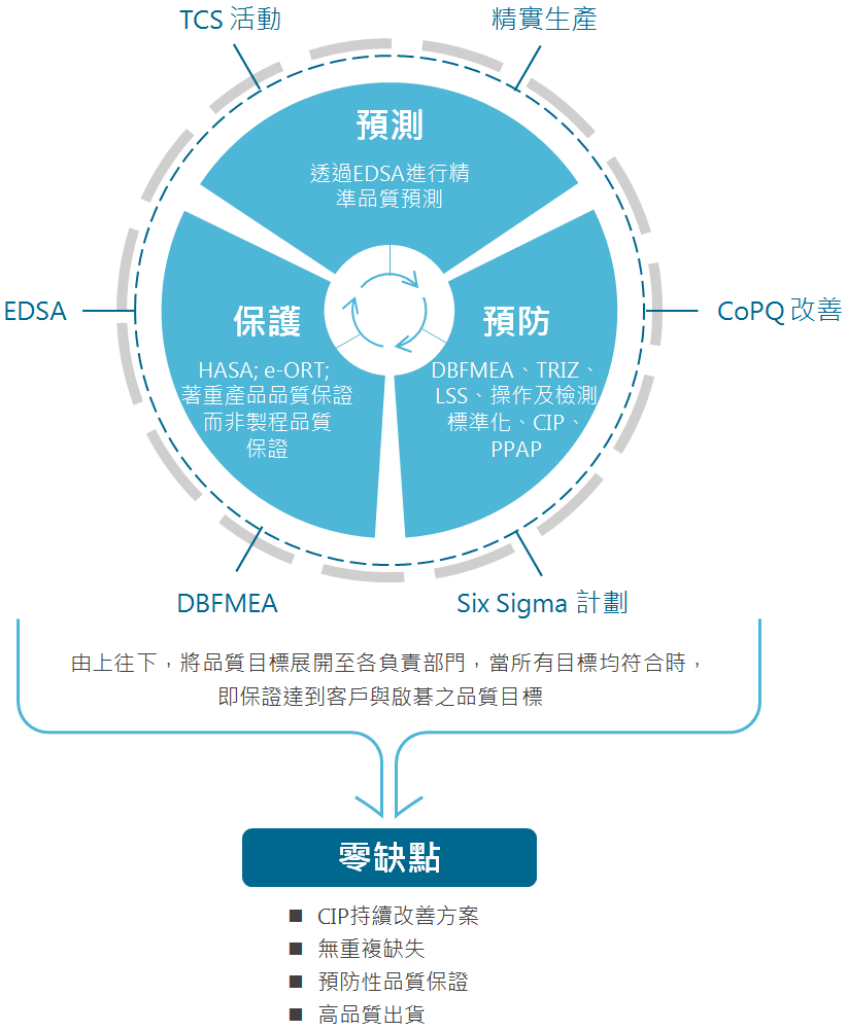 TCS 活動
精實生產
預測
透過EDSA進行精
準品質預測
EDSA
保護
HASA; e-ORT;
著重產品品質保證
而非製程品質
保證
預防
DBFMEA、TRIZ、
LSS、操作及檢測
標準化、CIP、
PPAP
CoPQ 改善
DBFMEA
Six Sigma 計劃
由上往下，將品質目標展開至各負責部門，當所有目標均符合時，
即保證達到客戶與啟碁之品質目標
零缺點
■ CIP持續改善方案
■ 無重複缺失
■ 預防性品質保證
■ 高品質出貨